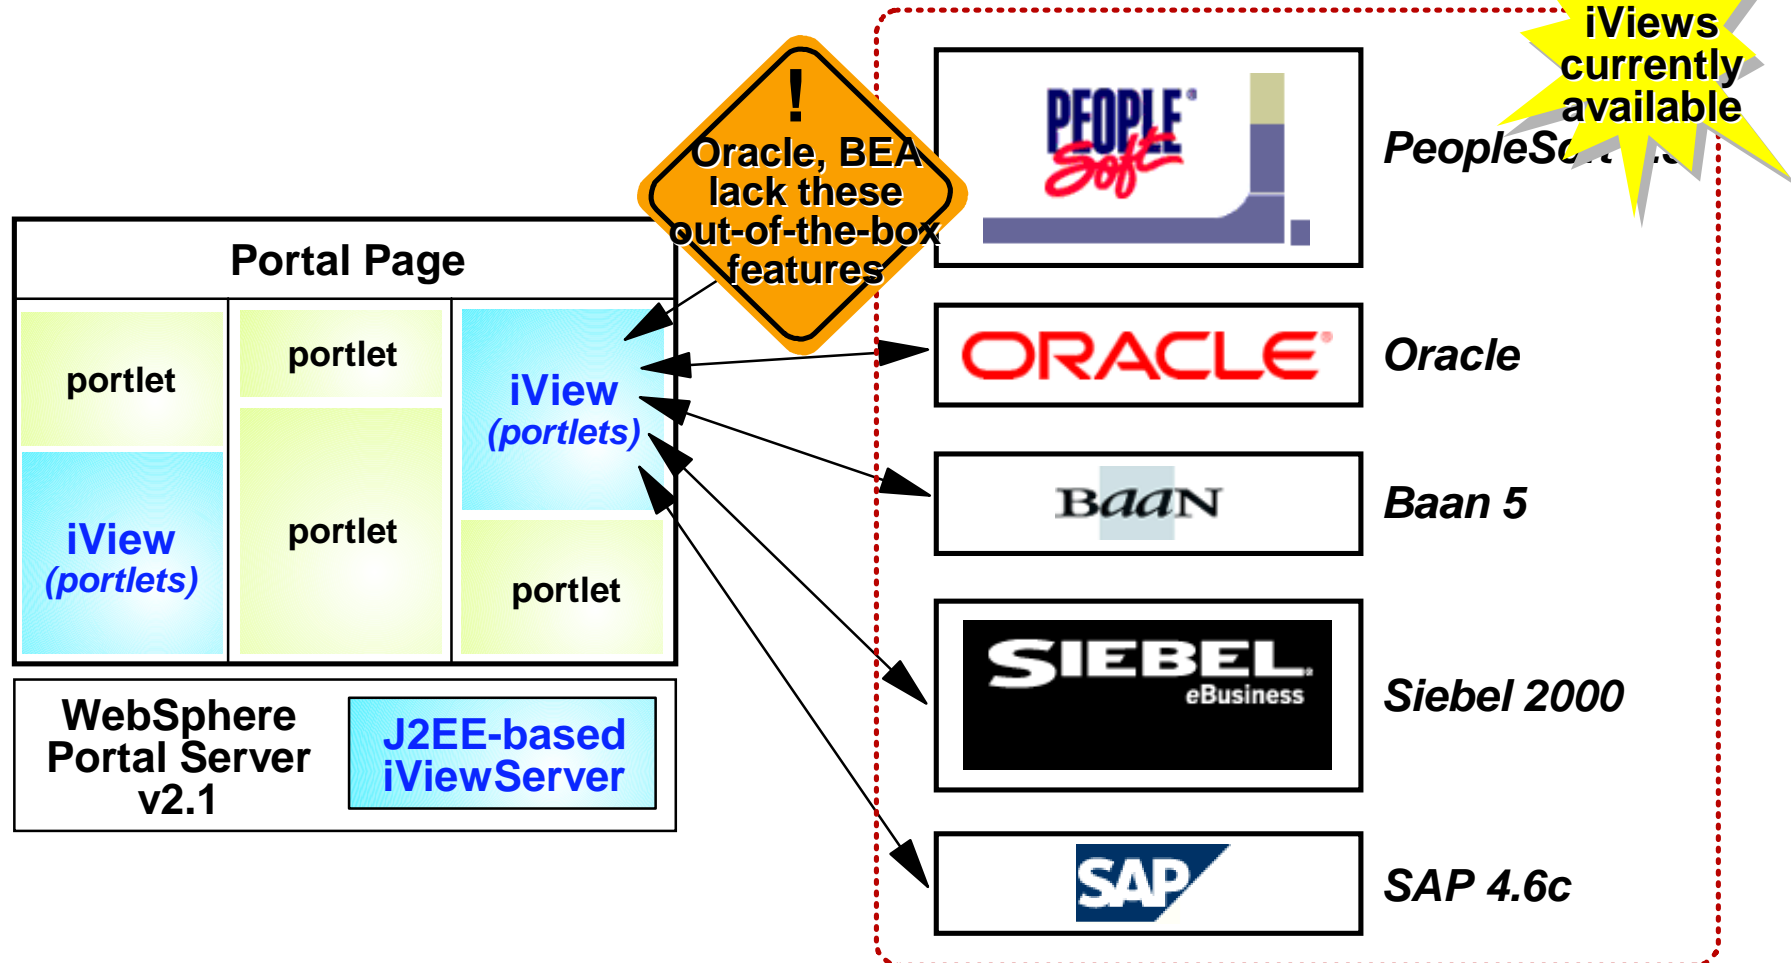 iViews
currently
available
!
Oracle, BEA
lack these
out-of-the-box
features
PEOPLE®
Soft
Portal Page
portlet
portlet
iView
(portlets)
iView
(portlets)
portlet
portlet
ORACLE®
Oracle
Baan
Baan 5
SIEBEL
eBusiness
Siebel 2000
WebSphere
Portal Server
v2.1
J2EE-based
iViewServer
SAP
SAP 4.6c